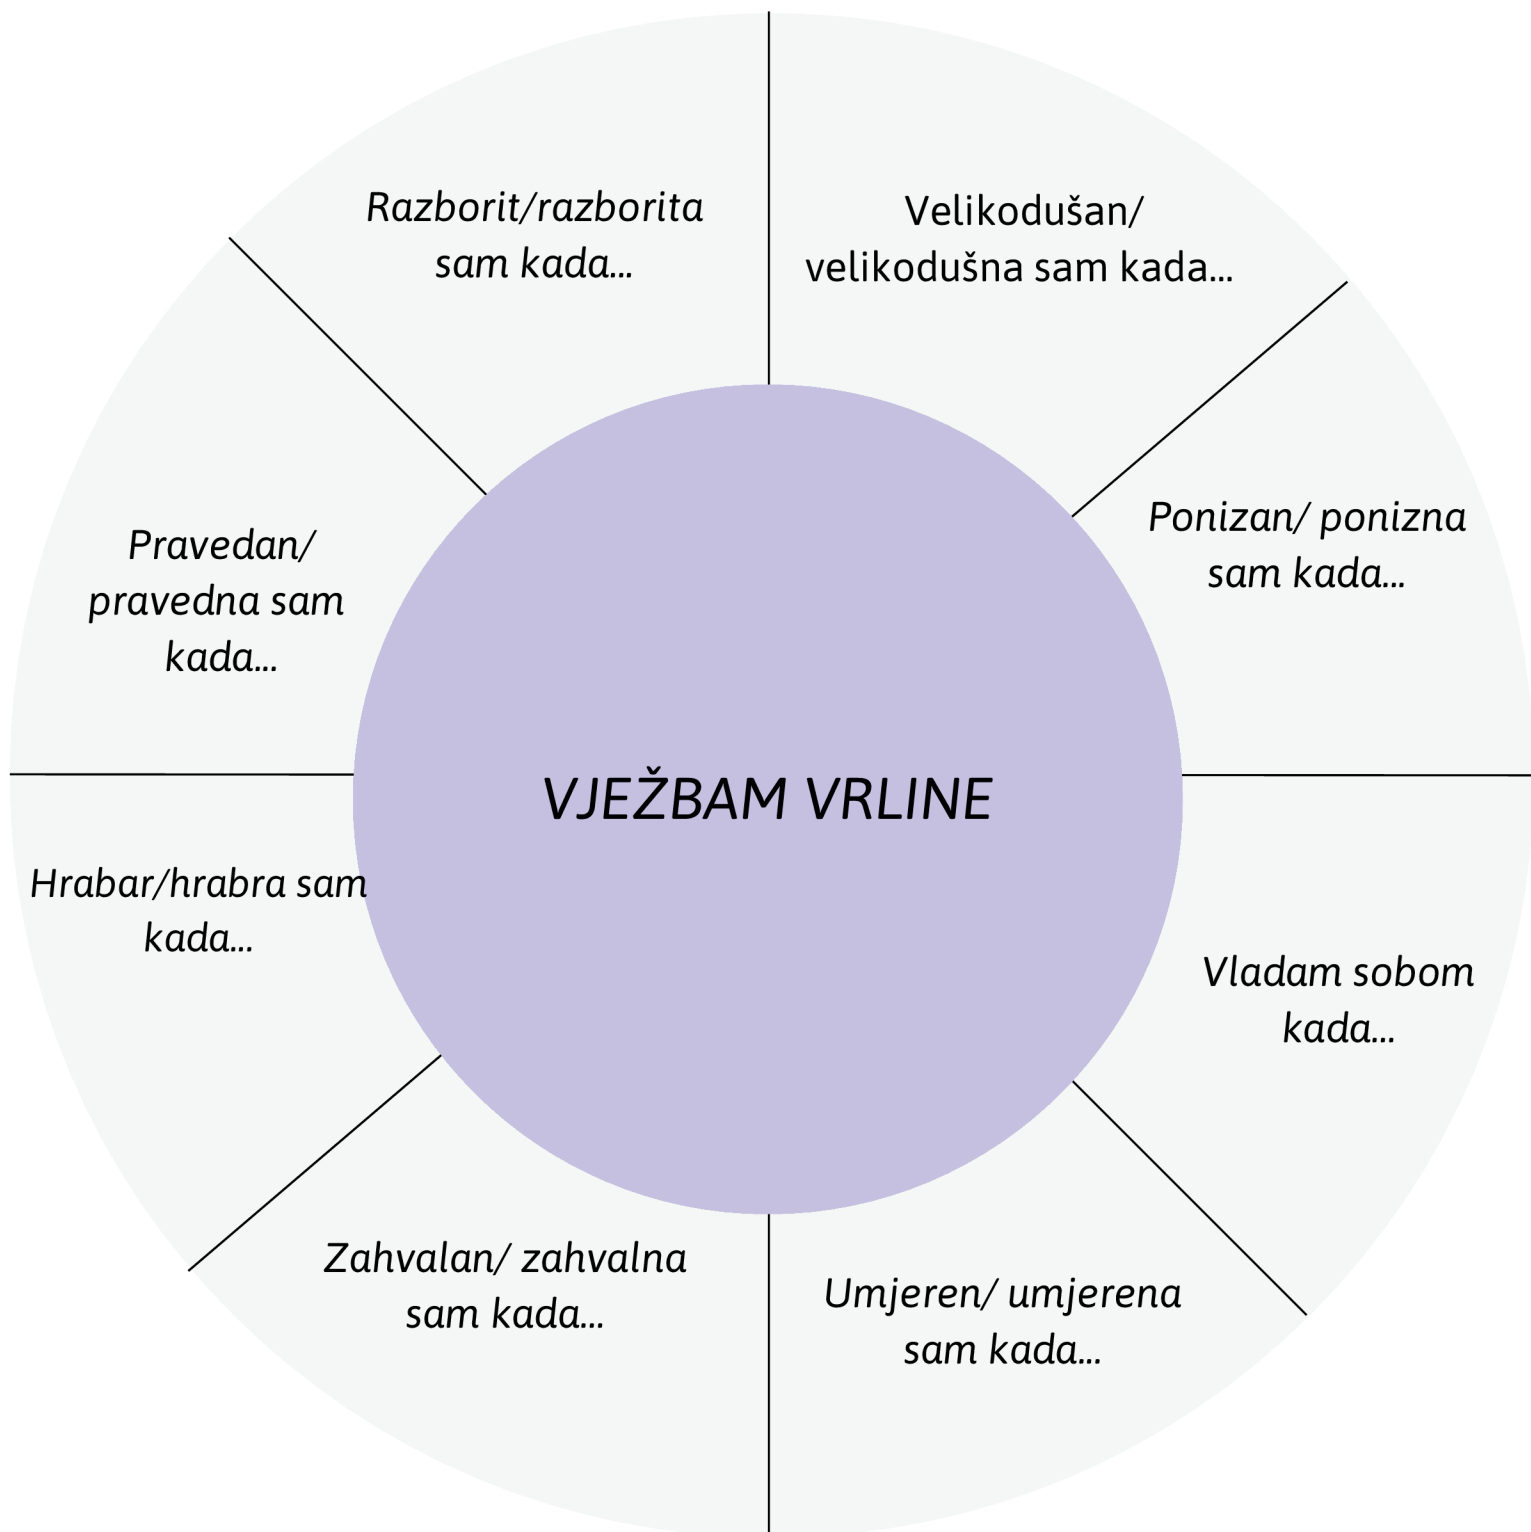 Razborit/razborita
sam kada...
Velikodušan/
velikodušna sam kada...
Pravedan/
pravedna sam
kada...
Ponizan/ ponizna
sam kada...
VJEŽBAM VRLINE
Hrabar/hrabra sam
kada...
Vladam sobom
kada...
Zahvalan/ zahvalna
sam kada...
Umjeren/ umjerena
sam kada...